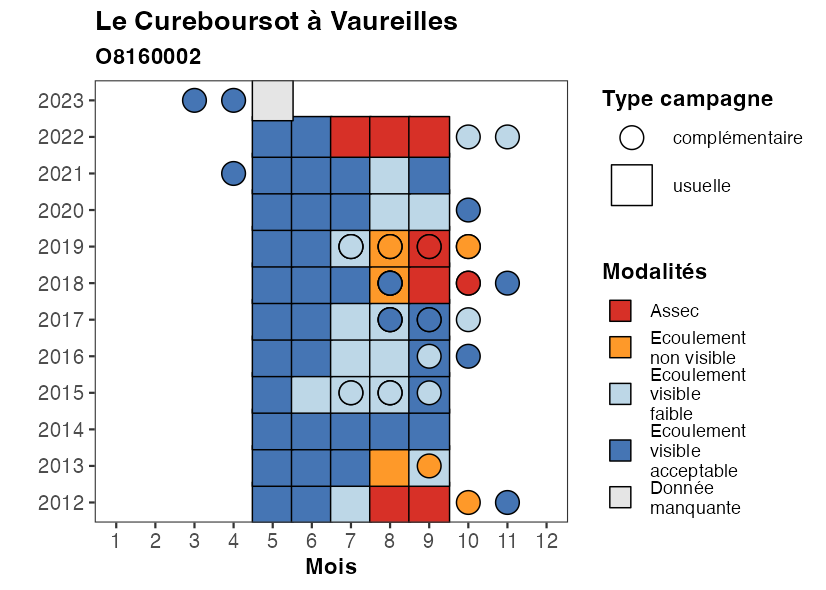 Le Cureboursot à Vaureilles
O8160002
2023
2022
2021
2020
2019
2018
2017
2016
2015
2014
2013
2012
1 2 3 4 5 6 7 8 9 10 11 12
Mois
Type campagne
complémentaire
usuelle
Modalités
Assec
Ecoulement
non visible
Ecoulement
visible
faible
Ecoulement
visible
acceptable
Donnée
manquante